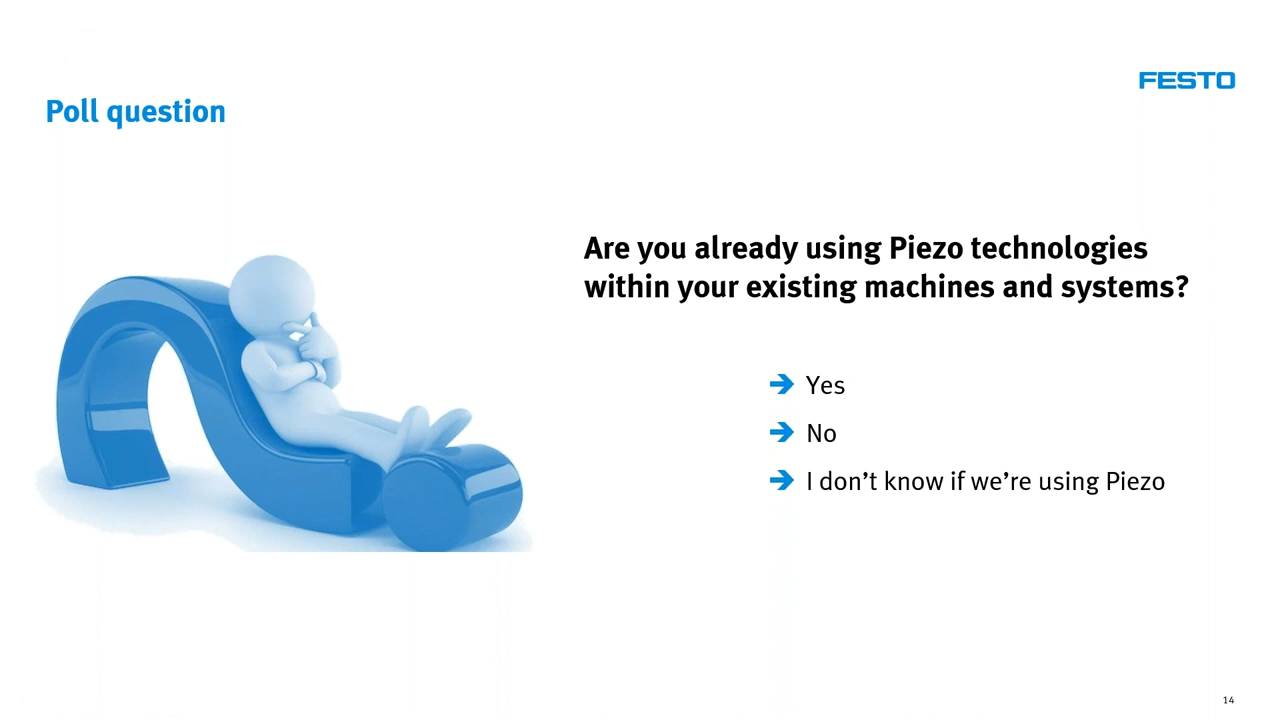 FESTO
Poll question
Are you already using Piezo technologies
within your existing machines and systems?
Yes
No
I don’t know if we’re using Piezo
14